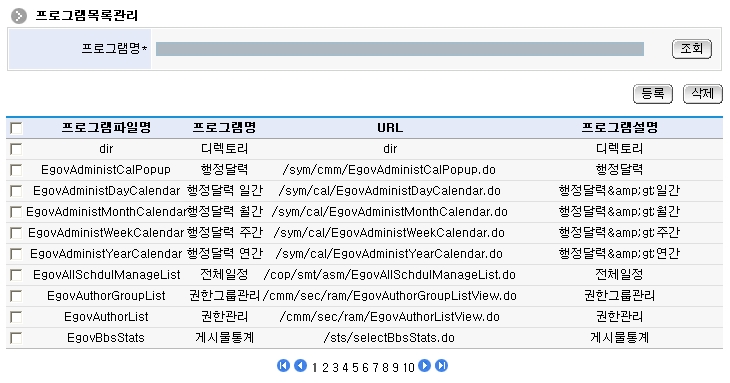 프로그램목록관리
프로그램명* 조회
등록 삭제
프로그램파일명 프로그램명 URL 프로그램설명
dir 디렉토리 dir 디렉토리
EgovAdministCalPopup 행정달력 /sym/cmm/EgovAdministCalPopup.do 행정달력
EgovAdministDayCalendar 행정달력 일간 /sym/cal/EgovAdministDayCalendar.do 행정달력&amp;gt;일간
EgovAdministMonthCalendar 행정달력 월간 /sym/cal/EgovAdministMonthCalendar.do 행정달력&amp;gt;월간
EgovAdministWeekCalendar 행정달력 주간 /sym/cal/EgovAdministWeekCalendar.do 행정달력&amp;gt;주간
EgovAdministYearCalendar 행정달력 연간 /sym/cal/EgovAdministYearCalendar.do 행정달력&amp;gt;연간
EgovAllSchdulManageList 전체일정 /cop/smt/asm/EgovAllSchdulManageList.do 전체일정
EgovAuthorGroupList 권한그룹관리 /cmm/sec/ram/EgovAuthorGroupListView.do 권한그룹관리
EgovAuthorList 권한관리 /cmm/sec/ram/EgovAuthorListView.do 권한관리
EgovBbsStats 게시물통계 /sts/selectBbsStats.do 게시물통계
1 2 3 4 5 6 7 8 9 10